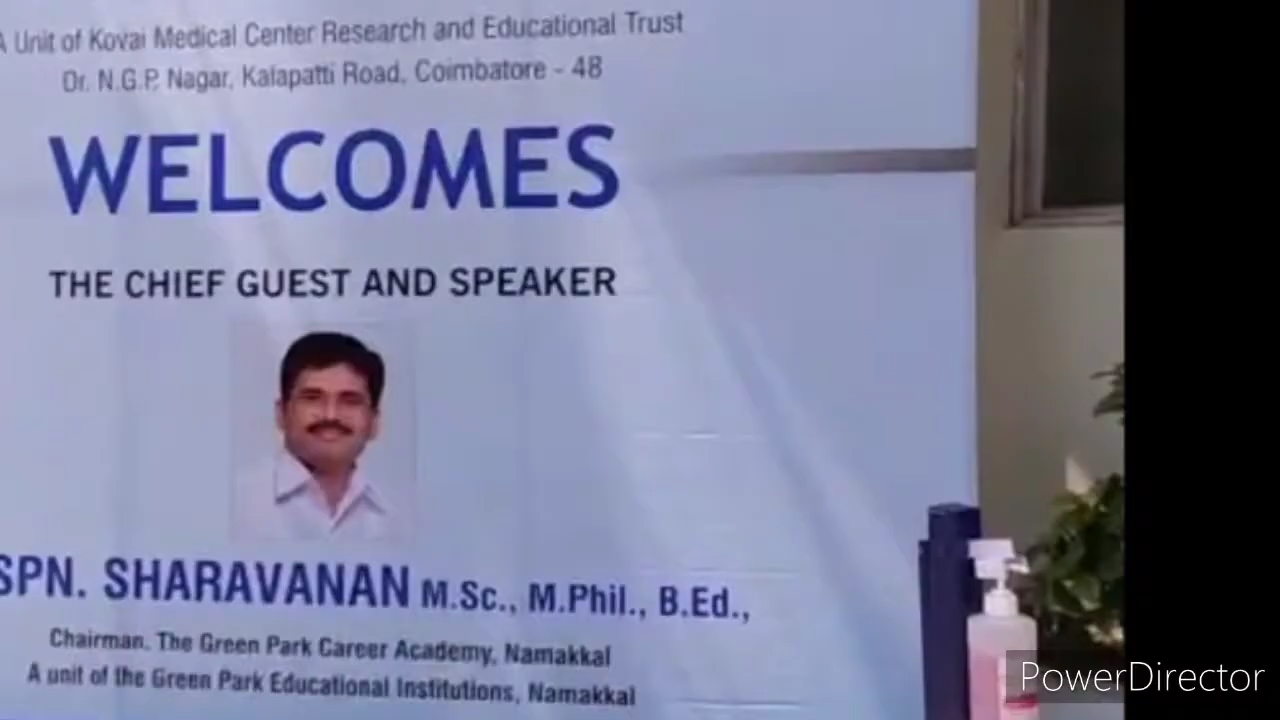 A Unit of Kovai Medical Center Research and Educational Trust
Dr. N.G.P. Nagar, Kalapatti Road, Coimbatore - 48
WELCOMES
THE CHIEF GUEST AND SPEAKER
SPN. SHARAVANAN M.Sc., M.Phil., B.Ed.,
Chairman, The Green Park Career Academy, Namakkal
A unit of the Green Park Educational Institutions, Namakkal
PowerDirector